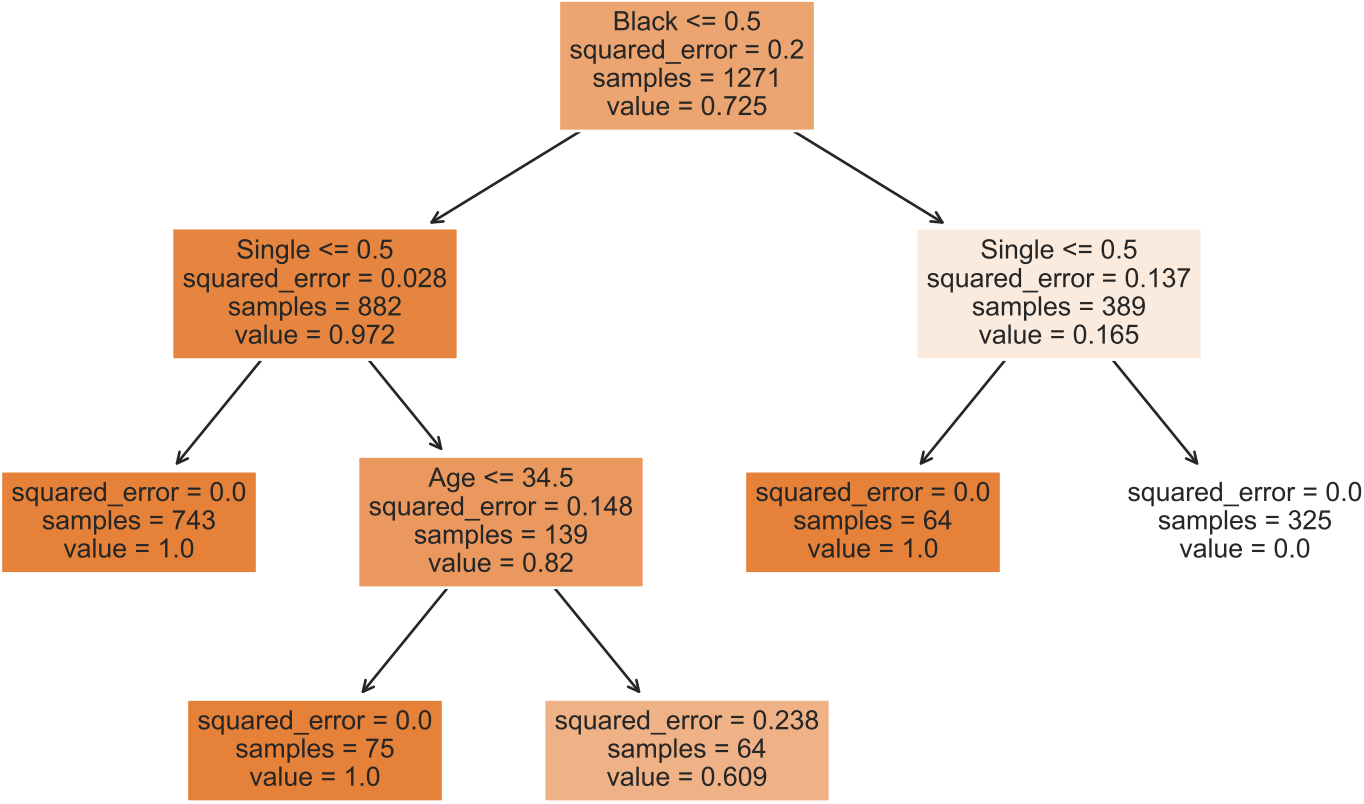 Black <= 0.5
squared_error = 0.2
samples = 1271
value = 0.725
Single <= 0.5
squared_error = 0.028
samples = 882
value = 0.972
Single <= 0.5
squared_error = 0.137
samples = 389
value = 0.165
squared_error = 0.0
samples = 743
value = 1.0
Age <= 34.5
squared_error = 0.148
samples = 139
value = 0.82
squared_error = 0.0
samples = 64
value = 1.0
squared_error = 0.0
samples = 325
value = 0.0
squared_error = 0.0
samples = 75
value = 1.0
squared_error = 0.238
samples = 64
value = 0.609